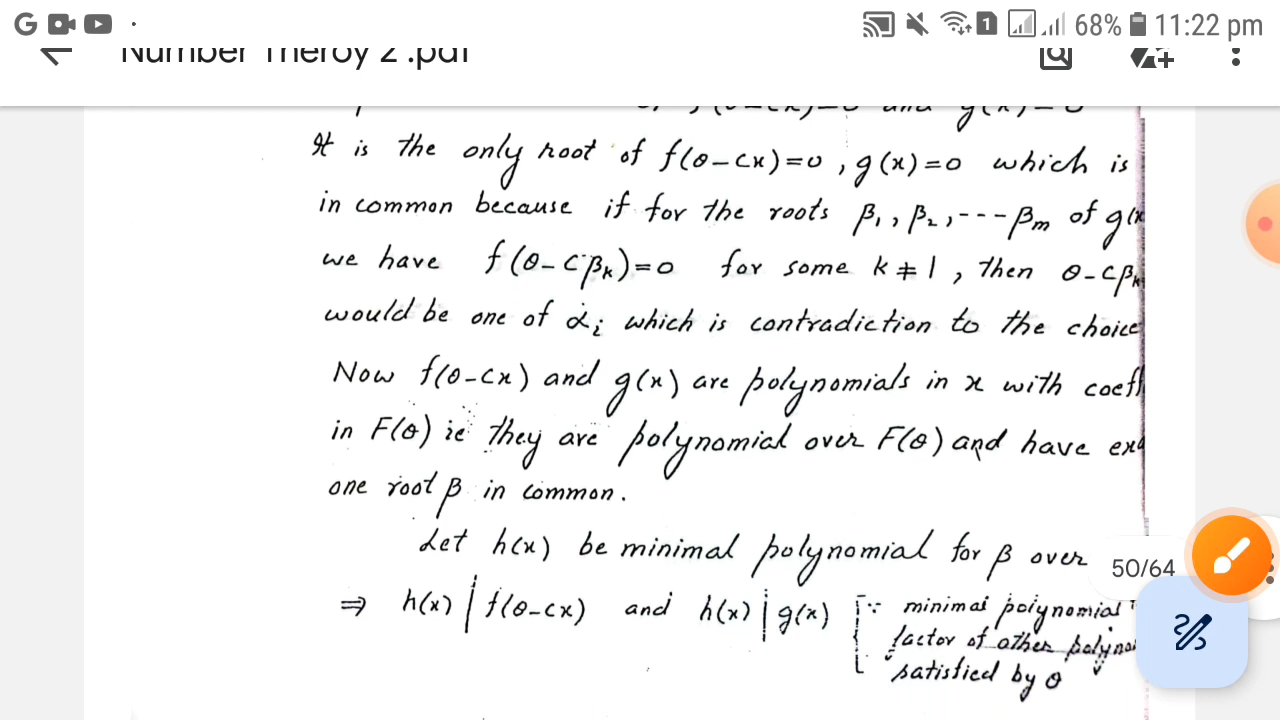 G 1 68% 11:22 pm
Number Theroy 2 .pdf
It is the only root of f(θ-cx)=0, g(x)=0 which is
in common because if for the roots β₁, β₂,---βm of g(x
we have f(θ-cβₖ)=0 for some k≠1, then θ-cβₖ
would be one of αᵢ which is contradiction to the choice
Now f(θ-cx) and g(x) are polynomials in x with coeff
in F(θ) ie they are polynomial over F(θ) and have exa
one root β in common.
Let h(x) be minimal polynomial for β over
50/64
⇒ h(x) | f(θ-cx) and h(x) | g(x) [∵ minimal polynomial
factor of other polyno
satisfied by θ